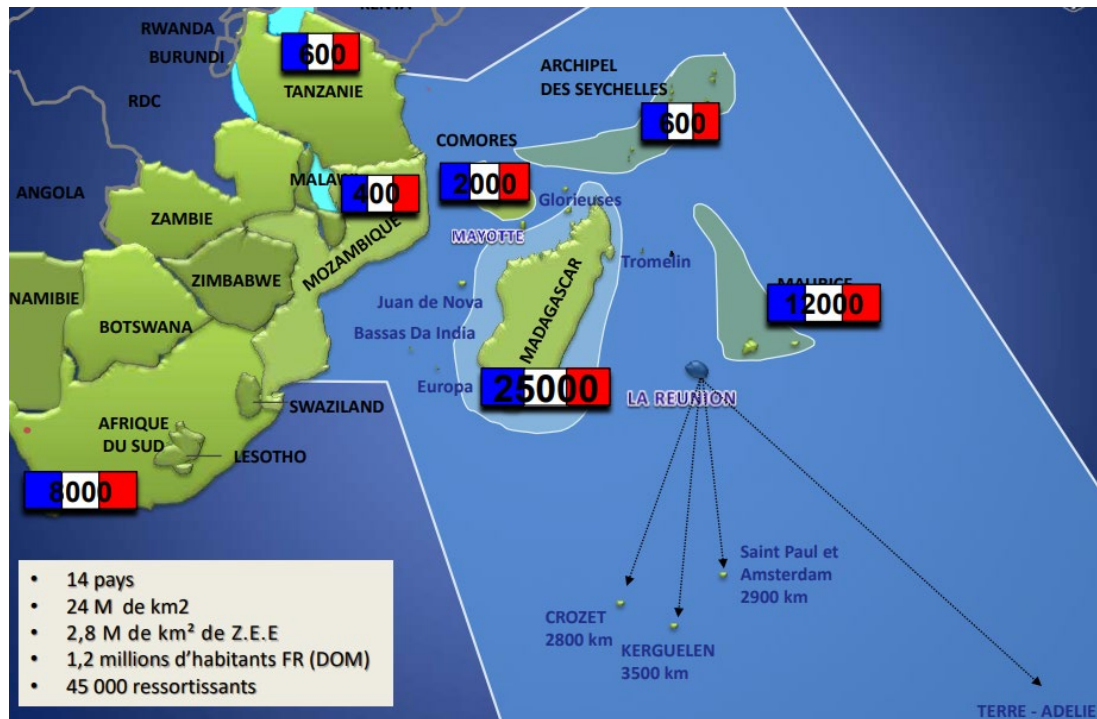 RWANDA
BURUNDI
RDC
ANGOLA
600
TANZANIE
ARCHIPEL
DES SEYCHELLES
600
COMORES
2000
Glorieuses
MAYOTTE
400
ZAMBIE
MOZAMBIQUE
ZIMBABWE
NAMIBIE
BOTSWANA
Juan de Nova
Bassas Da India
Europa
MADAGASCAR
25000
Tromelin
12000
LA REUNION
SWAZILAND
AFRIQUE
DU SUD
LESOTHO
8000
Saint Paul et
Amsterdam
2900 km
CROZET
2800 km
KERGUELEN
3500 km
TERRE - ADELIE
• 14 pays
• 24 M de km2
• 2,8 M de km² de Z.E.E
• 1,2 millions d’habitants FR (DOM)
• 45 000 ressortissants